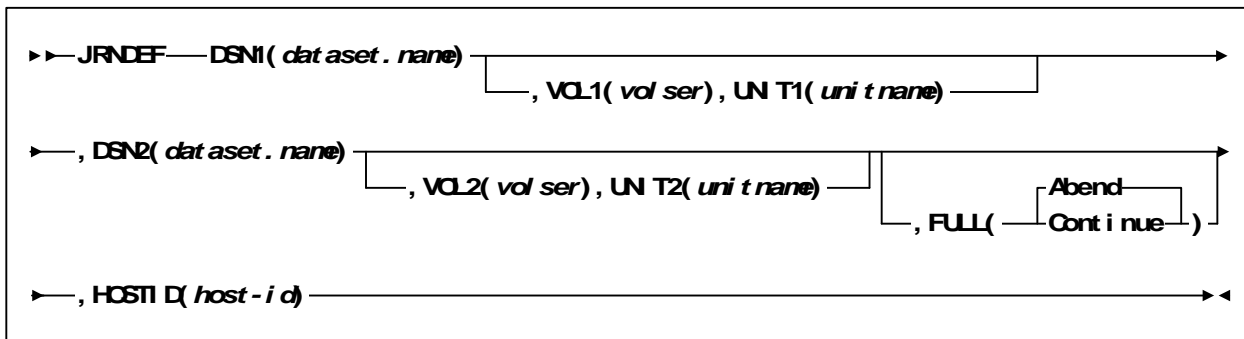 JRNDEF DSN1(dataset.name)
,VOL1(volser),UNIT1(unitname)
,DSN2(dataset.name)
,VOL2(volser),UNIT2(unitname)
Abend
,FULL( Continue )
,HOSTID(host-id)